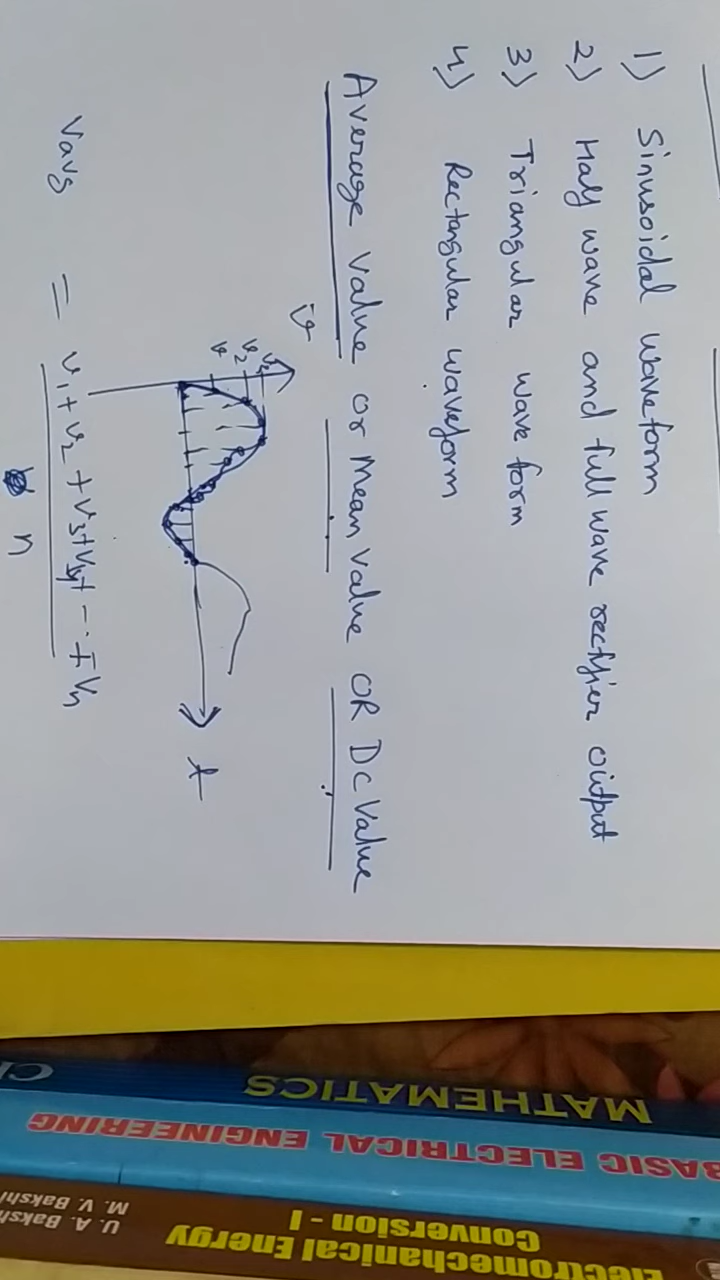 1) Sinusoidal waveform
2) Half wave and full wave rectifier output
3) Triangular wave form
4) Rectangular waveform
Average value or Mean value OR DC value
v
v1
v2
v
t
Vavg = v1 + v2 + v3 + v4 + - - + vn
n
MATHEMATICS
BASIC ELECTRICAL ENGINEERING
Electromechanical Energy
Conversion - I
U. A. Bakshi
M. V. Bakshi